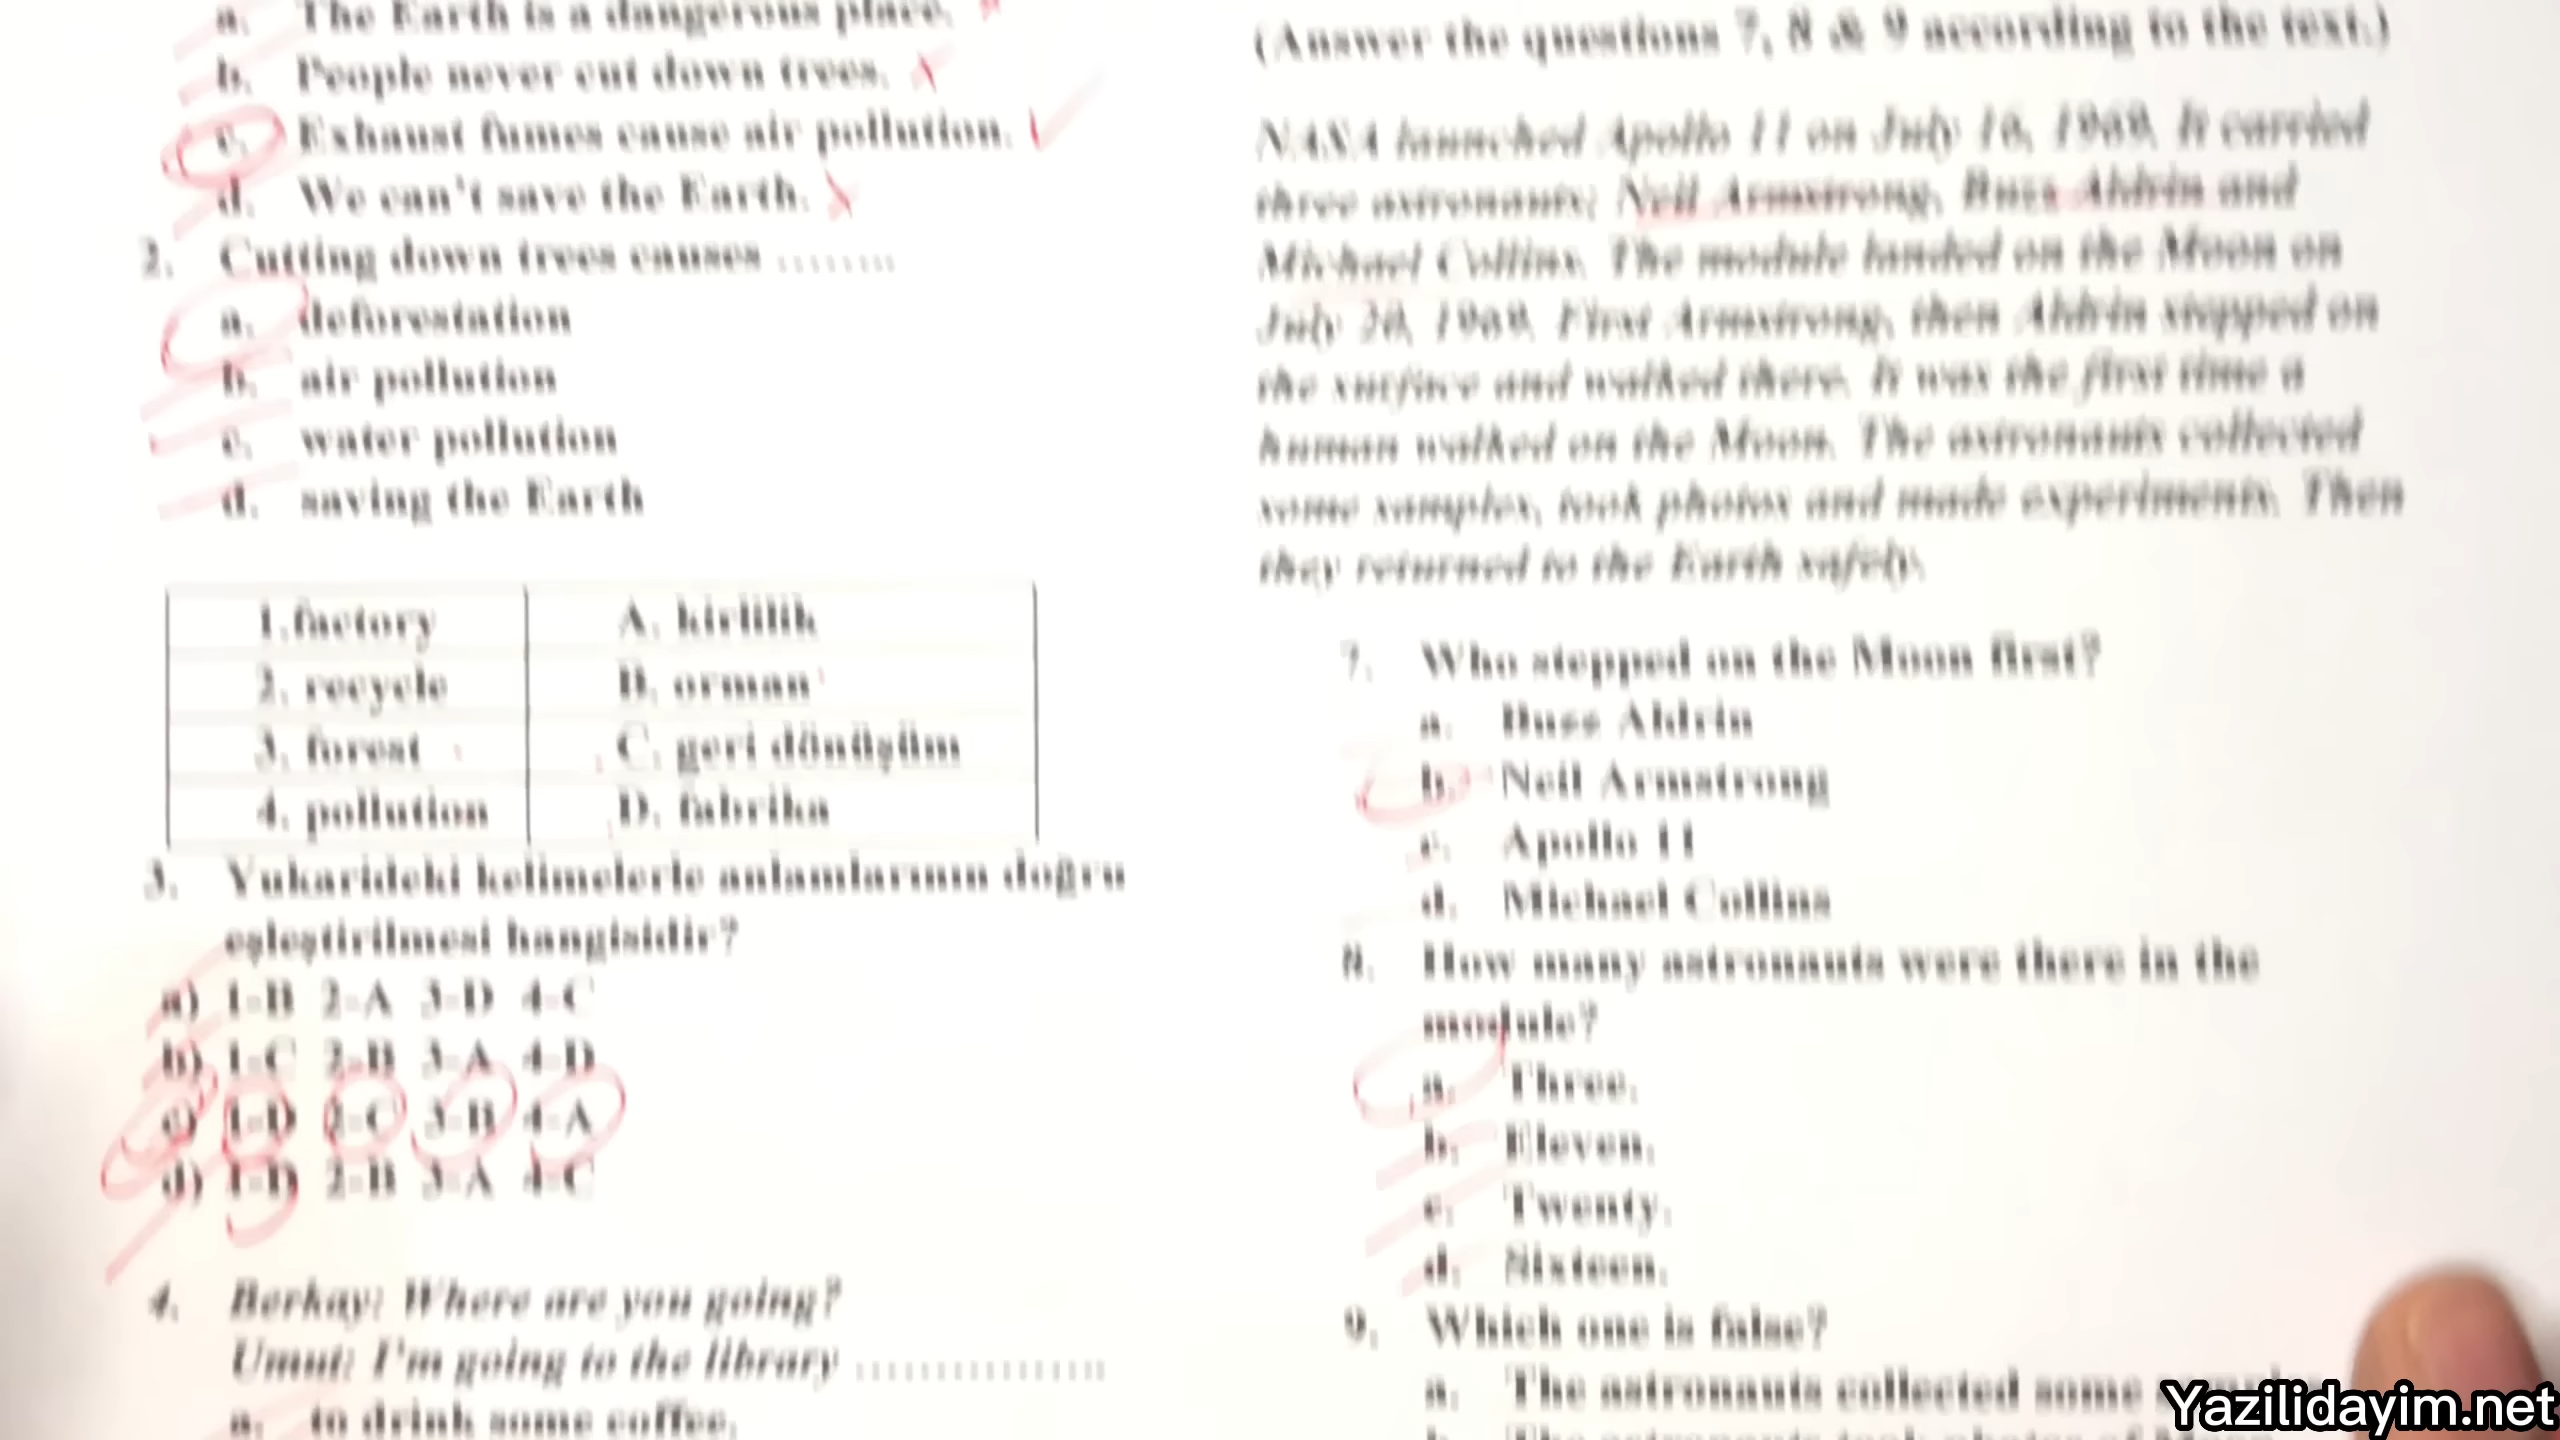 a. The Earth is a dangerous place.
b. People never cut down trees.
c. Exhaust fumes cause air pollution.
d. We can't save the Earth.
2. Cutting down trees causes ........
a. deforestation
b. air pollution
c. water pollution
d. saving the Earth
1.factory A. kirlilik
2. recycle B. orman
3. forest C. geri dönüşüm
4. pollution D. fabrika
3. Yukarideki kelimelerle anlamlarının doğru
eşleştirilmesi hangisidir?
a) 1-B 2-A 3-D 4-C
b) 1-C 2-B 3-A 4-D
c) 1-D 2-C 3-B 4-A
d) 1-D 2-B 3-A 4-C
4. Berkay: Where are you going?
Umut: I'm going to the library ................
a. to drink some coffee.
(Answer the questions 7, 8 & 9 according to the text.)
NASA launched Apollo 11 on July 16, 1969. It carried
three astronauts; Neil Armstrong, Buzz Aldrin and
Michael Collins. The module landed on the Moon on
July 20, 1969. First Armstrong, then Aldrin stepped on
the surface and walked there. It was the first time a
human walked on the Moon. The astronauts collected
some samples, took photos and made experiments. Then
they returned to the Earth safely.
7. Who stepped on the Moon first?
a. Buzz Aldrin
b. Neil Armstrong
c. Apollo 11
d. Michael Collins
8. How many astronauts were there in the
module?
a. Three.
b. Eleven.
c. Twenty.
d. Sixteen.
9. Which one is false?
a. The astronauts collected some
Yazilidayim.net